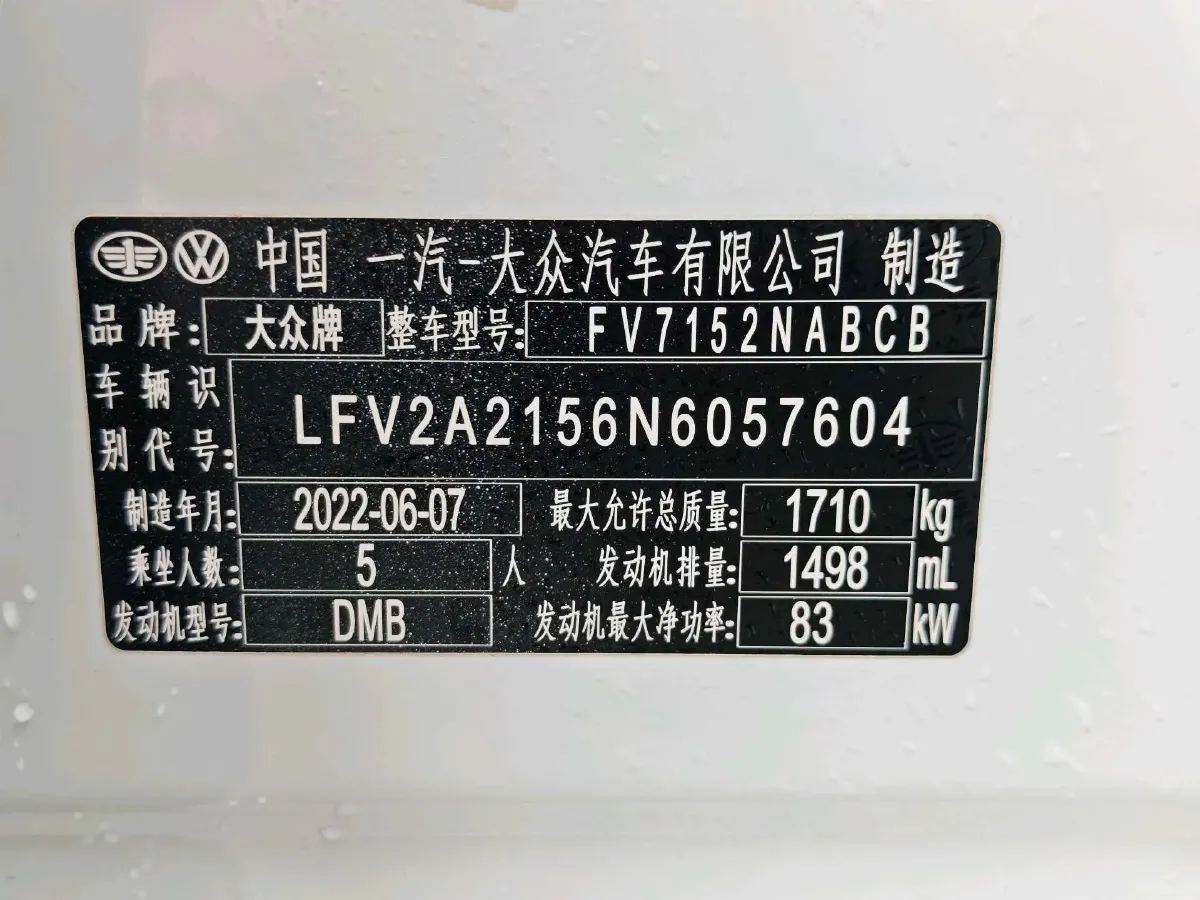 中国 一汽-大众汽车有限公司 制造
品牌: 大众牌 整车型号: FV7152NABCB
车辆识别代号: LFV2A2156N6057604
制造年月: 2022-06-07 最大允许总质量: 1710 kg
乘坐人数: 5 人 发动机排量: 1498 mL
发动机型号: DMB 发动机最大净功率: 83 kW